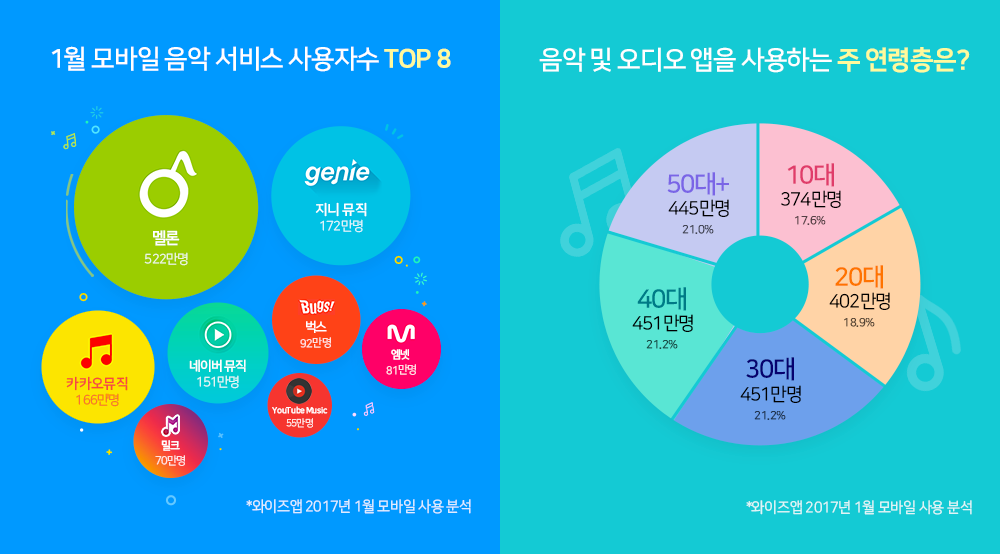 1월 모바일 음악 서비스 사용자수 TOP 8
멜론
522만명
genie
지니 뮤직
172만명
카카오뮤직
166만명
네이버 뮤직
151만명
Bugs!
벅스
92만명
엠넷
81만명
밀크
70만명
YouTube Music
55만명
*와이즈앱 2017년 1월 모바일 사용 분석
음악 및 오디오 앱을 사용하는 주 연령층은?
10대
374만명
17.6%
20대
402만명
18.9%
30대
451만명
21.2%
40대
451만명
21.2%
50대+
445만명
21.0%
*와이즈앱 2017년 1월 모바일 사용 분석